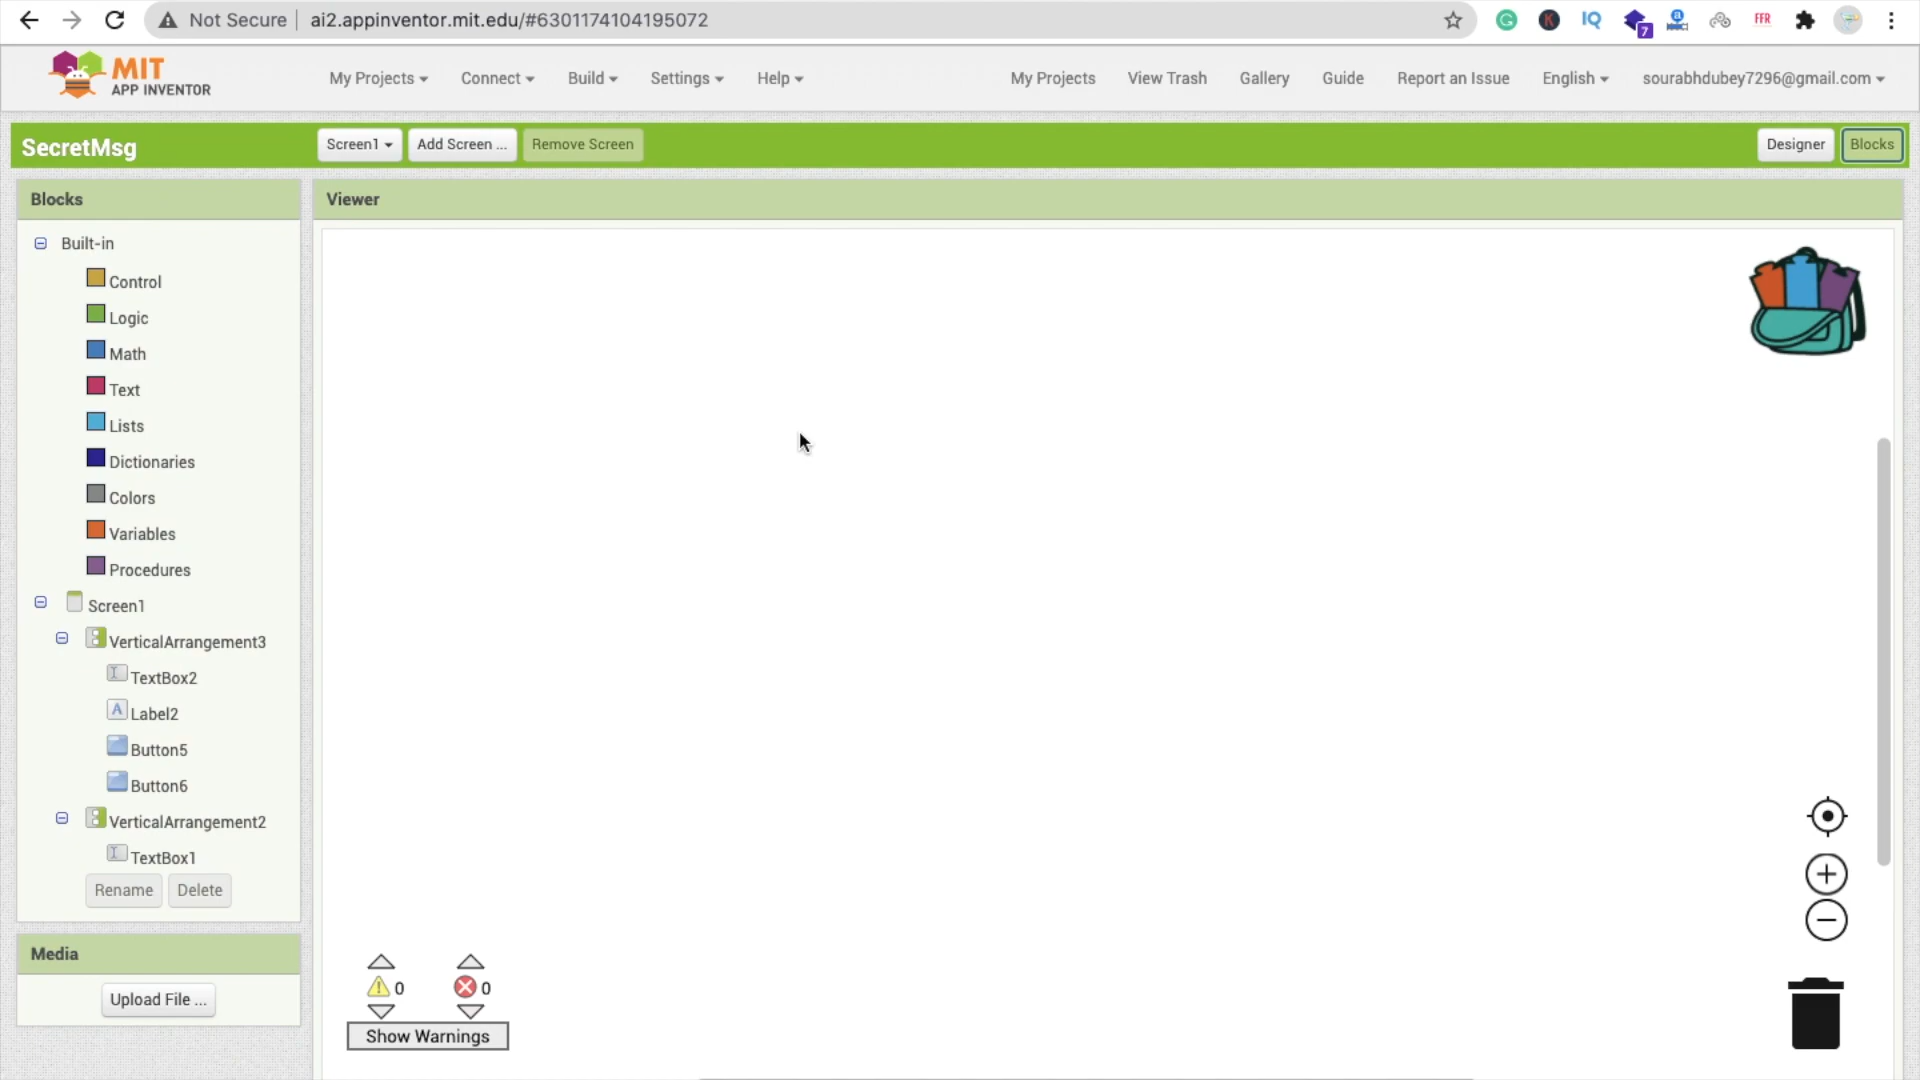 Not Secure
ai2.appinventor.mit.edu/#6301174104195072
G
K
IQ
7
a
FFR
MIT
APP INVENTOR
My Projects
Connect
Build
Settings
Help
My Projects
View Trash
Gallery
Guide
Report an Issue
English
sourabhdubey7296@gmail.com
SecretMsg
Screen1
Add Screen ...
Remove Screen
Designer
Blocks
Blocks
Viewer
Built-in
Control
Logic
Math
Text
Lists
Dictionaries
Colors
Variables
Procedures
Screen1
VerticalArrangement3
TextBox2
A
Label2
Button5
Button6
VerticalArrangement2
TextBox1
Rename
Delete
Media
Upload File ...
0
0
Show Warnings